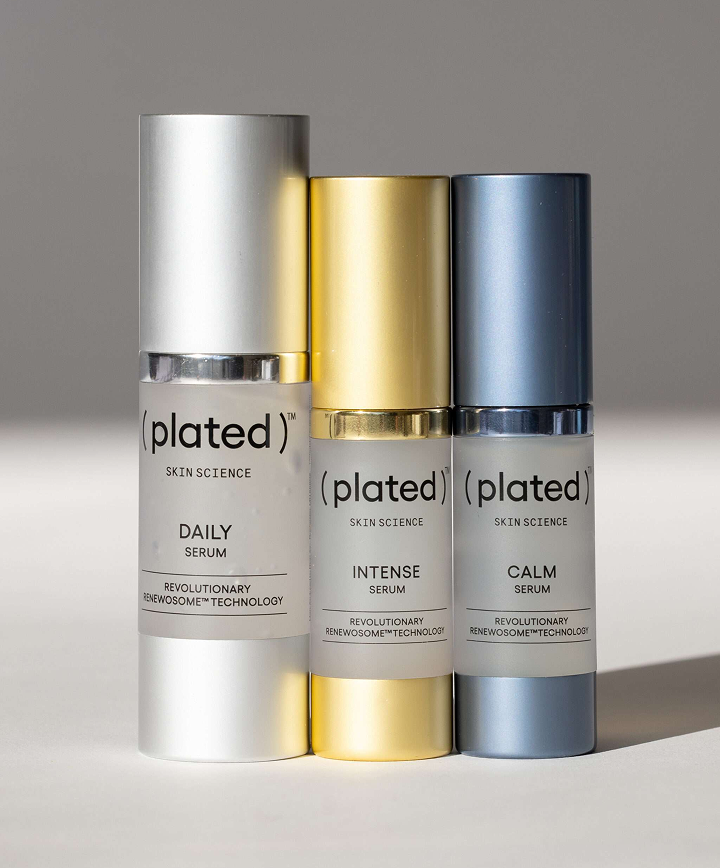 (plated)™
SKIN SCIENCE
DAILY
SERUM
REVOLUTIONARY
RENEWOSOME™ TECHNOLOGY
(plated)™
SKIN SCIENCE
INTENSE
SERUM
REVOLUTIONARY
RENEWOSOME™ TECHNOLOGY
(plated)™
SKIN SCIENCE
CALM
SERUM
REVOLUTIONARY
RENEWOSOME™ TECHNOLOGY